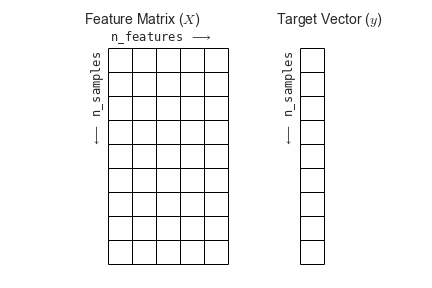 Feature Matrix (X)
n_features ⟶
⟵ n_samples
Target Vector (y)
⟵ n_samples